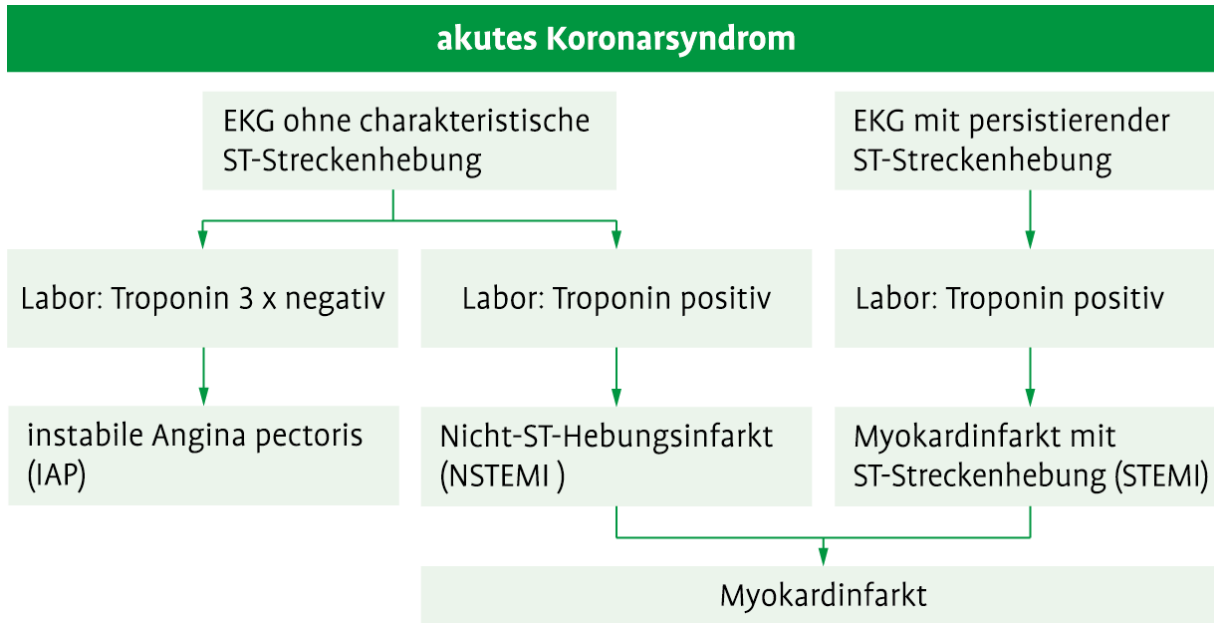 akutes Koronarsyndrom
EKG ohne charakteristische
ST-Streckenhebung
EKG mit persistierender
ST-Streckenhebung
Labor: Troponin 3 x negativ
Labor: Troponin positiv
Labor: Troponin positiv
instabile Angina pectoris
(IAP)
Nicht-ST-Hebungsinfarkt
(NSTEMI )
Myokardinfarkt mit
ST-Streckenhebung (STEMI)
Myokardinfarkt